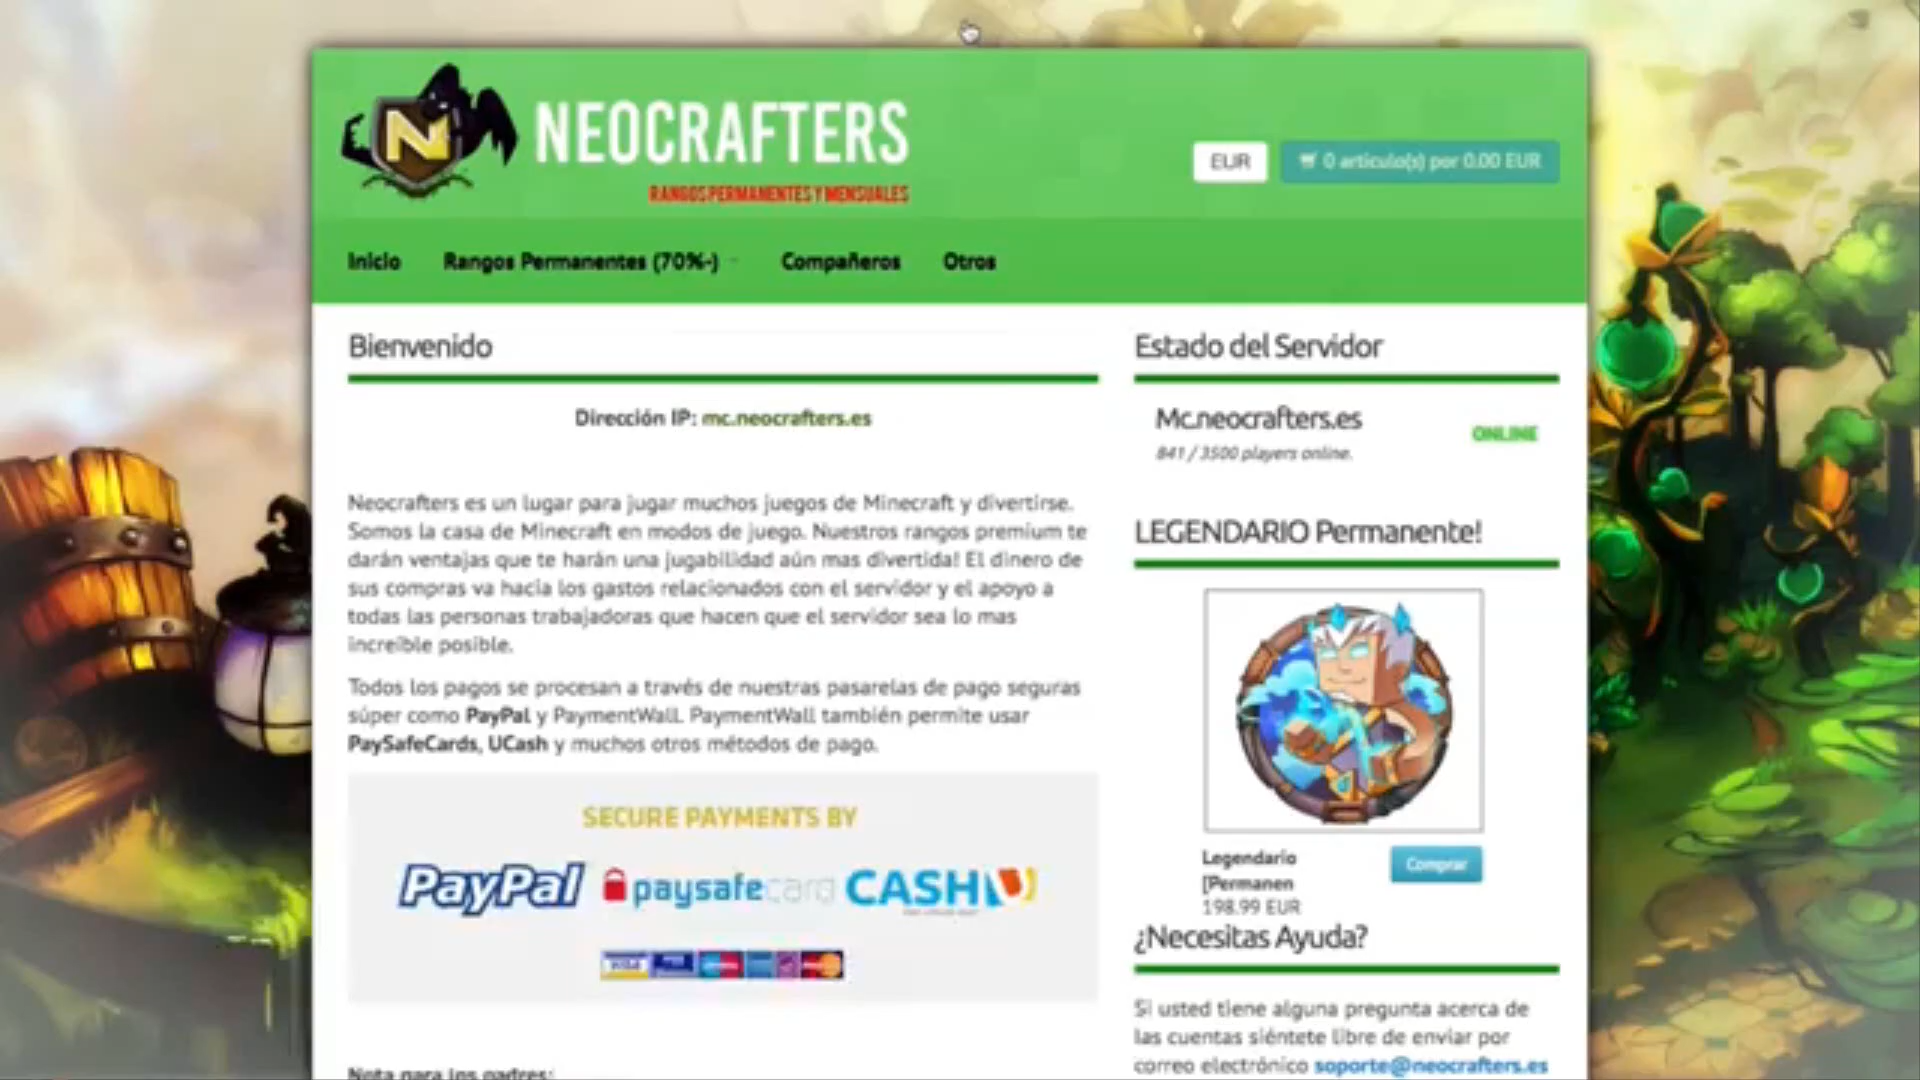 N
NEOCRAFTERS
RANGOS PERMANENTES Y MENSUALES
EUR
0 articulo(s) por 0.00 EUR
Inicio
Rangos Permanentes (70%-)
Compañeros
Otros
Bienvenido
Dirección IP: mc.neocrafters.es
Neocrafters es un lugar para jugar muchos juegos de Minecraft y divertirse.
Somos la casa de Minecraft en modos de juego. Nuestros rangos premium te
darán ventajas que te harán una jugabilidad aún mas divertida! El dinero de
sus compras va hacia los gastos relacionados con el servidor y el apoyo a
todas las personas trabajadoras que hacen que el servidor sea lo mas
increíble posible.
Todos los pagos se procesan a través de nuestras pasarelas de pago seguras
súper como PayPal y PaymentWall. PaymentWall también permite usar
PaySafeCards, UCash y muchos otros métodos de pago.
SECURE PAYMENTS BY
PayPal
paysafecard
CASHU
VISA
Nota para los padres:
Estado del Servidor
Mc.neocrafters.es
ONLINE
841 / 3500 players online.
LEGENDARIO Permanente!
Legendario
[Permanen
198.99 EUR
Comprar
¿Necesitas Ayuda?
Si usted tiene alguna pregunta acerca de
las cuentas siéntete libre de enviar por
correo electrónico soporte@neocrafters.es